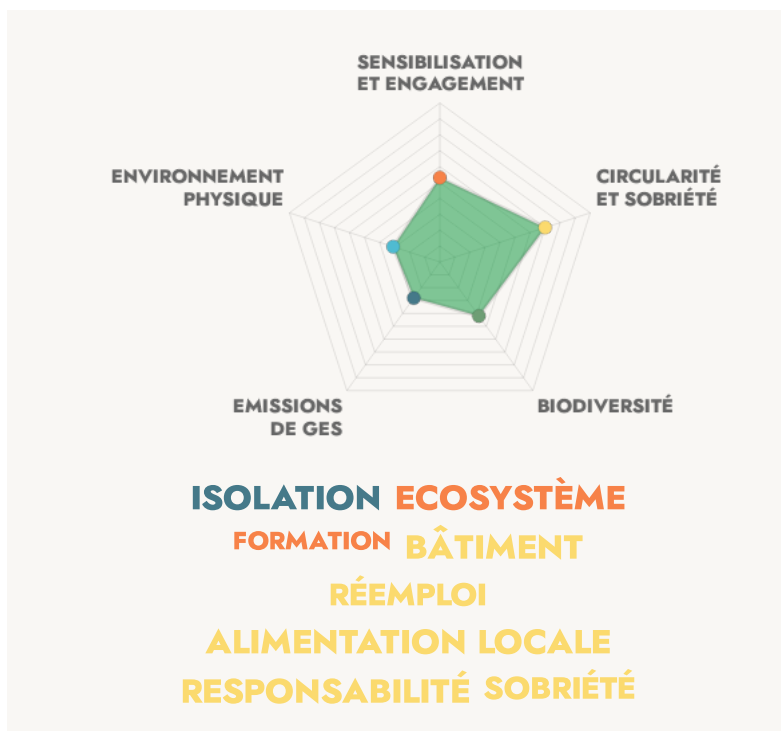 SENSIBILISATION
ET ENGAGEMENT
ENVIRONNEMENT
PHYSIQUE
CIRCULARITÉ
ET SOBRIÉTÉ
EMISSIONS
DE GES
BIODIVERSITÉ
ISOLATION ECOSYSTÈME
FORMATION BÂTIMENT
RÉEMPLOI
ALIMENTATION LOCALE
RESPONSABILITÉ SOBRIÉTÉ